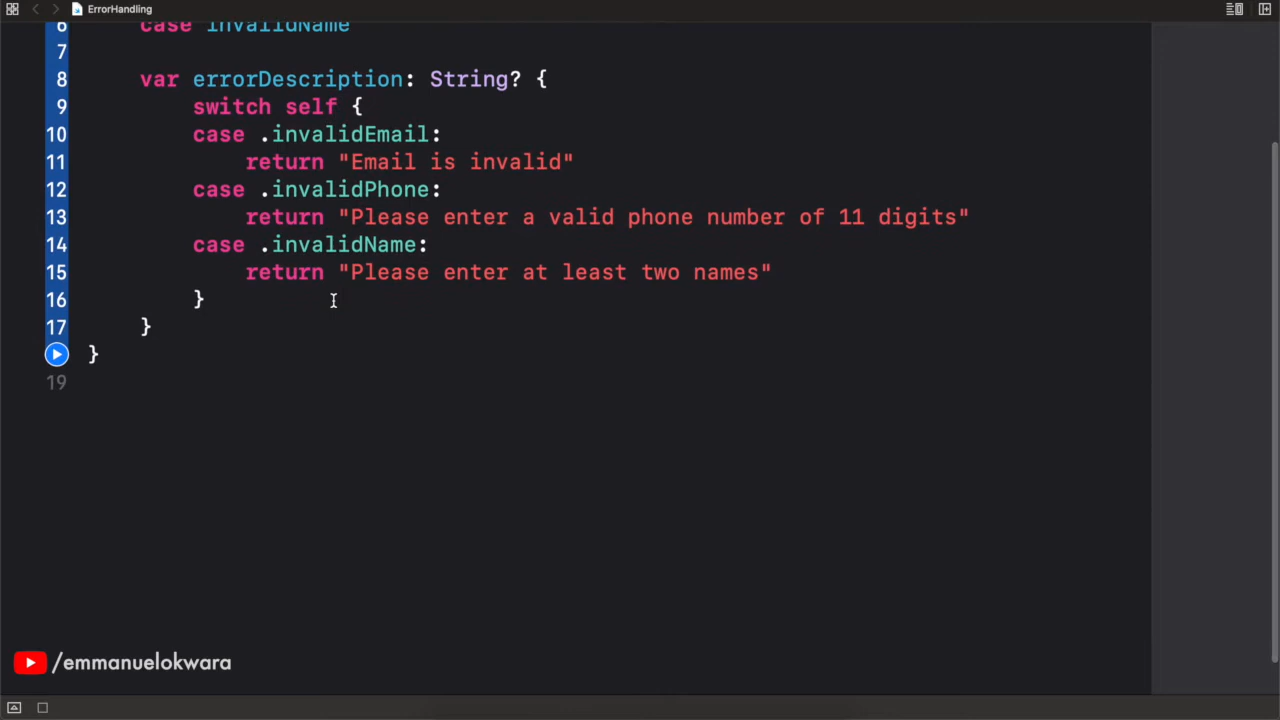 ErrorHandling
6 case invalidName
7
8 var errorDescription: String? {
9 switch self {
10 case .invalidEmail:
11 return "Email is invalid"
12 case .invalidPhone:
13 return "Please enter a valid phone number of 11 digits"
14 case .invalidName:
15 return "Please enter at least two names"
16 }
17 }
}
19
/emmanuelokwara